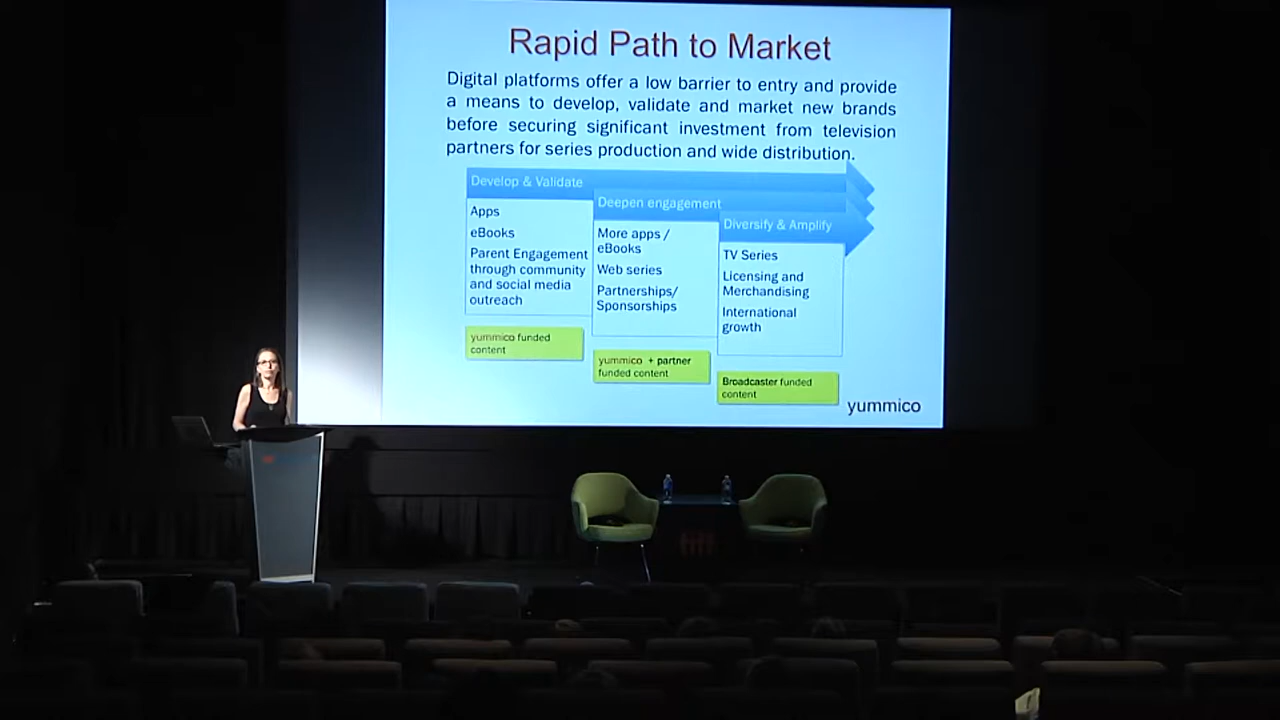 Rapid Path to Market
Digital platforms offer a low barrier to entry and provide
a means to develop, validate and market new brands
before securing significant investment from television
partners for series production and wide distribution.
Develop & Validate
Apps
eBooks
Parent Engagement
through community
and social media
outreach
yummico funded
content
Deepen engagement
More apps /
eBooks
Web series
Partnerships/
Sponsorships
yummico + partner
funded content
Diversify & Amplify
TV Series
Licensing and
Merchandising
International
growth
Broadcaster funded
content
yummico